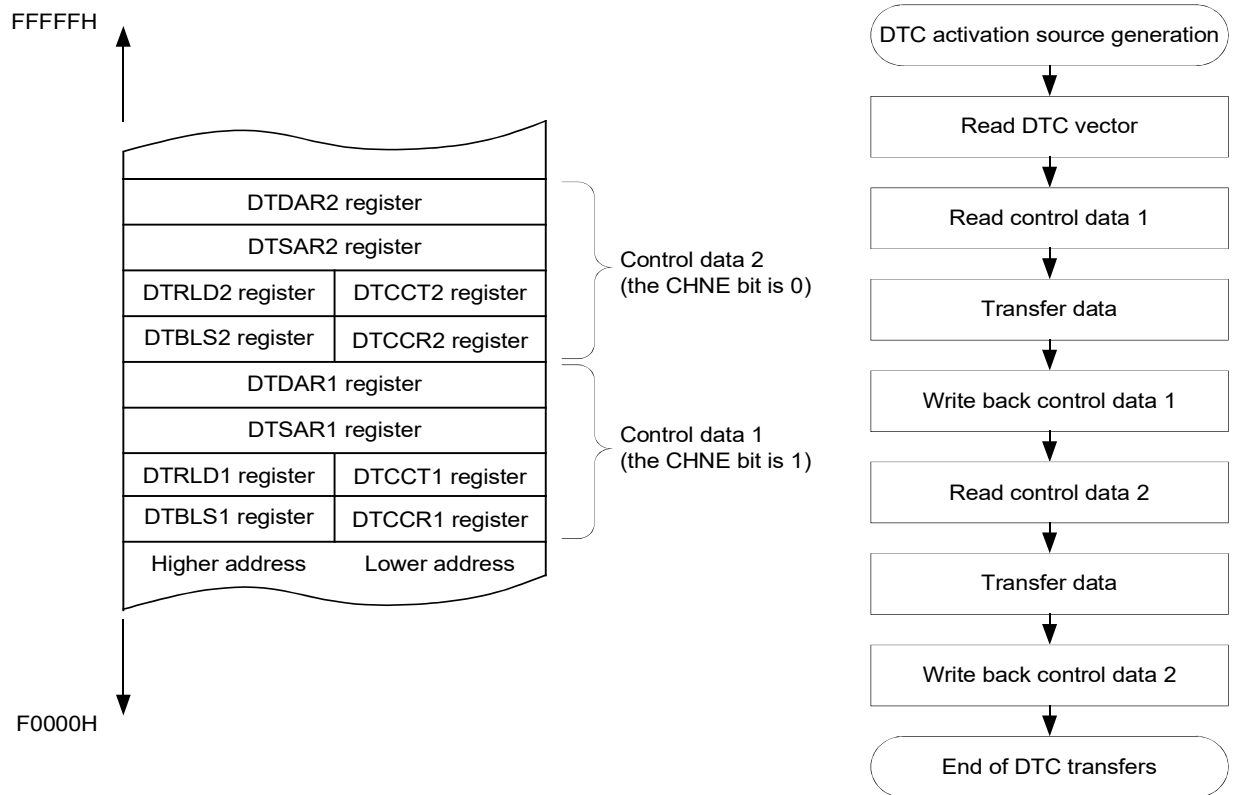 FFFFFH
DTDAR2 register
DTSAR2 register
DTRLD2 register DTCCT2 register
DTBLS2 register DTCCR2 register
DTDAR1 register
DTSAR1 register
DTRLD1 register DTCCT1 register
DTBLS1 register DTCCR1 register
Higher address Lower address
F0000H
Control data 2
(the CHNE bit is 0)
Control data 1
(the CHNE bit is 1)
DTC activation source generation
Read DTC vector
Read control data 1
Transfer data
Write back control data 1
Read control data 2
Transfer data
Write back control data 2
End of DTC transfers